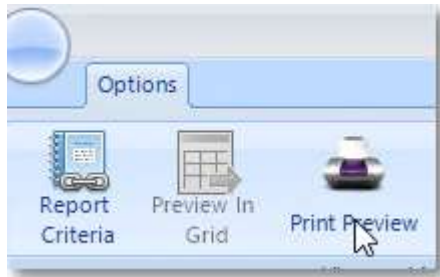 Options
Report
Criteria
Preview In
Grid
Print Preview